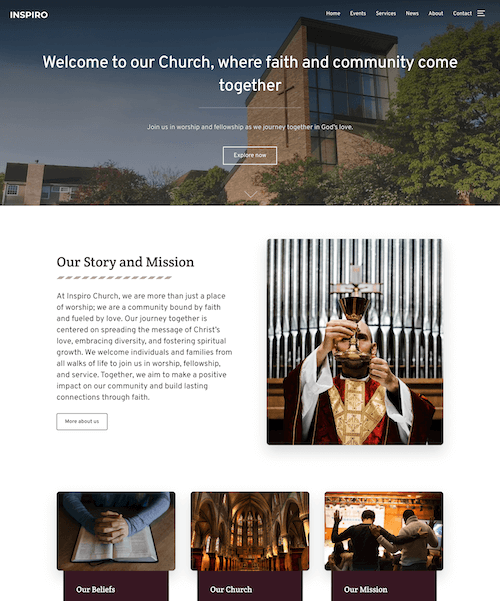 INSPIRO
Home Events Services News About Contact
Welcome to our Church, where faith and community come
together
Join us in worship and fellowship as we journey together in God's love.
Explore now
Our Story and Mission
At Inspiro Church, we are more than just a place
of worship; we are a community bound by faith
and fueled by love. Our journey together is
centered on spreading the message of Christ's
love, embracing diversity, and fostering spiritual
growth. We welcome individuals and families from
all walks of life to join us in worship, fellowship,
and service. Together, we aim to make a positive
impact on our community and build lasting
connections through faith.
More about us
Our Beliefs
Our Church
Our Mission